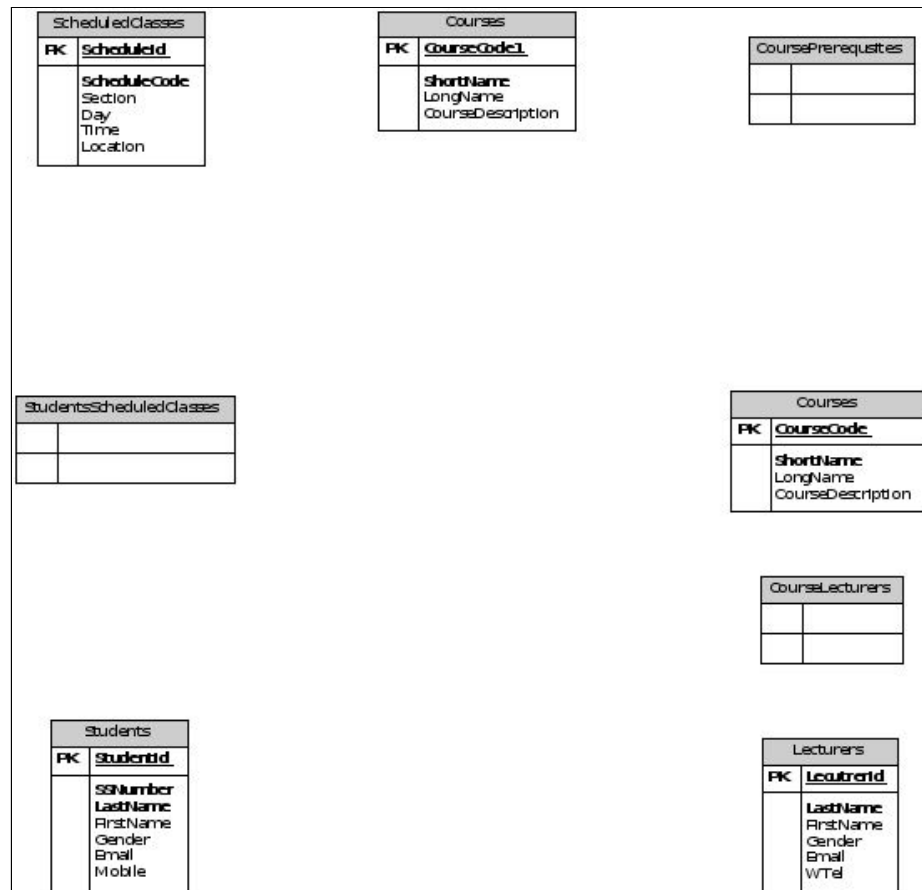 ScheduledClasses
PK ScheduleId
ScheduleCode
Section
Day
Time
Location
Courses
PK CourseCode1
ShortName
LongName
CourseDescription
CoursePrerequsites
StudentsScheduledClasses
Courses
PK CourseCode
ShortName
LongName
CourseDescription
CourseLecturers
Students
PK StudentId
SSNumber
LastName
FirstName
Gender
Email
Mobile
Lecturers
PK LecutrerId
LastName
FirstName
Gender
Email
WTel